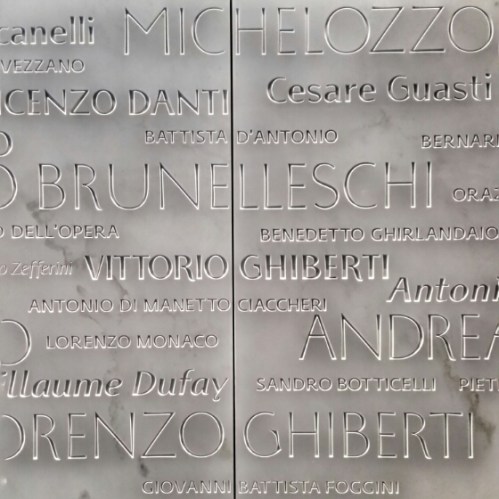 canelli MICHELOZZO
VEZZANO
CENZO DANTI Cesare Guasti
BATTISTA D'ANTONIO BERNAR
O BRUNELLESCHI ORAZ
O DELL'OPERA BENEDETTO GHIRLANDAIO
o Zefferini VITTORIO GHIBERTI Antoni
ANTONIO DI MANETTO CIACCHERI
LORENZO MONACO ANDREA
illaume Dufay SANDRO BOTTICELLI PIET
ORENZO GHIBERTI
GIOVANNI BATTISTA FOGGINI